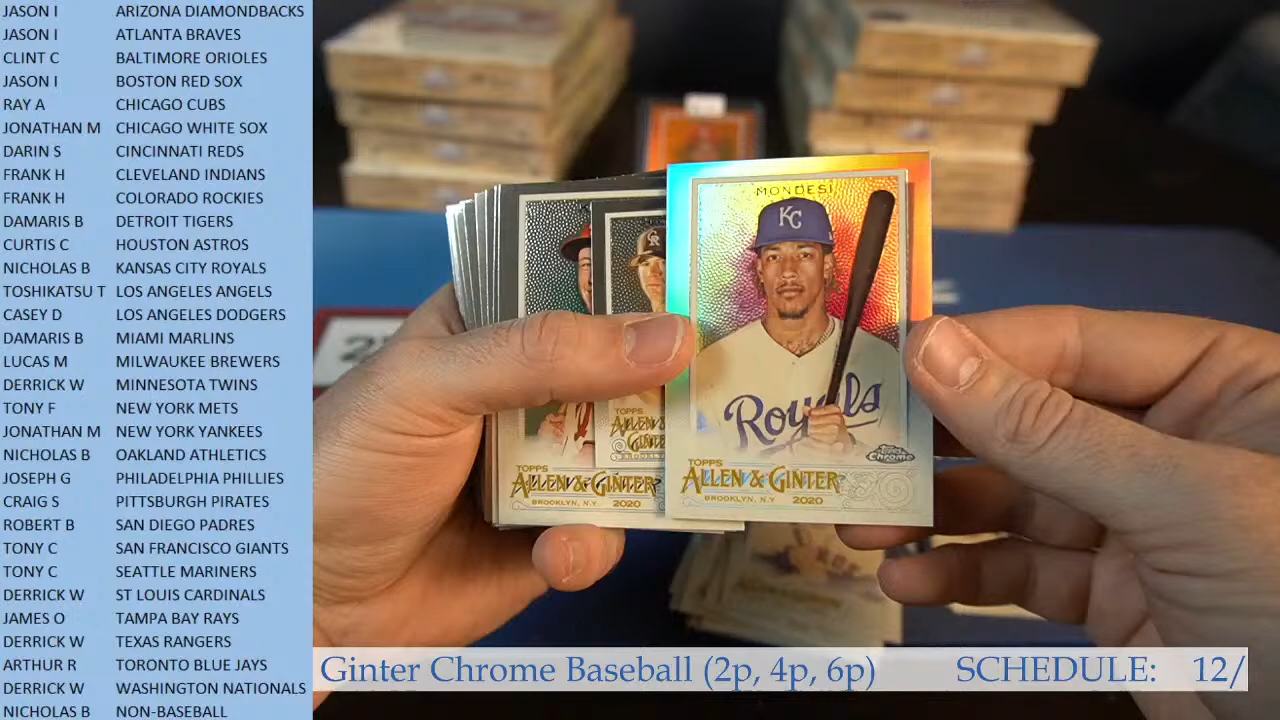 JASON I ARIZONA DIAMONDBACKS
JASON I ATLANTA BRAVES
CLINT C BALTIMORE ORIOLES
JASON I BOSTON RED SOX
RAY A CHICAGO CUBS
JONATHAN M CHICAGO WHITE SOX
DARIN S CINCINNATI REDS
FRANK H CLEVELAND INDIANS
FRANK H COLORADO ROCKIES
DAMARIS B DETROIT TIGERS
CURTIS C HOUSTON ASTROS
NICHOLAS B KANSAS CITY ROYALS
TOSHIKATSU T LOS ANGELES ANGELS
CASEY D LOS ANGELES DODGERS
DAMARIS B MIAMI MARLINS
LUCAS M MILWAUKEE BREWERS
DERRICK W MINNESOTA TWINS
TONY F NEW YORK METS
JONATHAN M NEW YORK YANKEES
NICHOLAS B OAKLAND ATHLETICS
JOSEPH G PHILADELPHIA PHILLIES
CRAIG S PITTSBURGH PIRATES
ROBERT B SAN DIEGO PADRES
TONY C SAN FRANCISCO GIANTS
TONY C SEATTLE MARINERS
DERRICK W ST LOUIS CARDINALS
JAMES O TAMPA BAY RAYS
DERRICK W TEXAS RANGERS
ARTHUR R TORONTO BLUE JAYS
DERRICK W WASHINGTON NATIONALS
NICHOLAS B NON-BASEBALL
MONDESI
KC
Royals
Topps Chrome
TOPPS
ALLEN & GINTER
BROOKLYN, N.Y. 2020
TOPPS
ALLEN & GINTER
BROOKLYN, N.Y. 2020
TOPPS
Ginter Chrome Baseball (2p, 4p, 6p) SCHEDULE: 12/